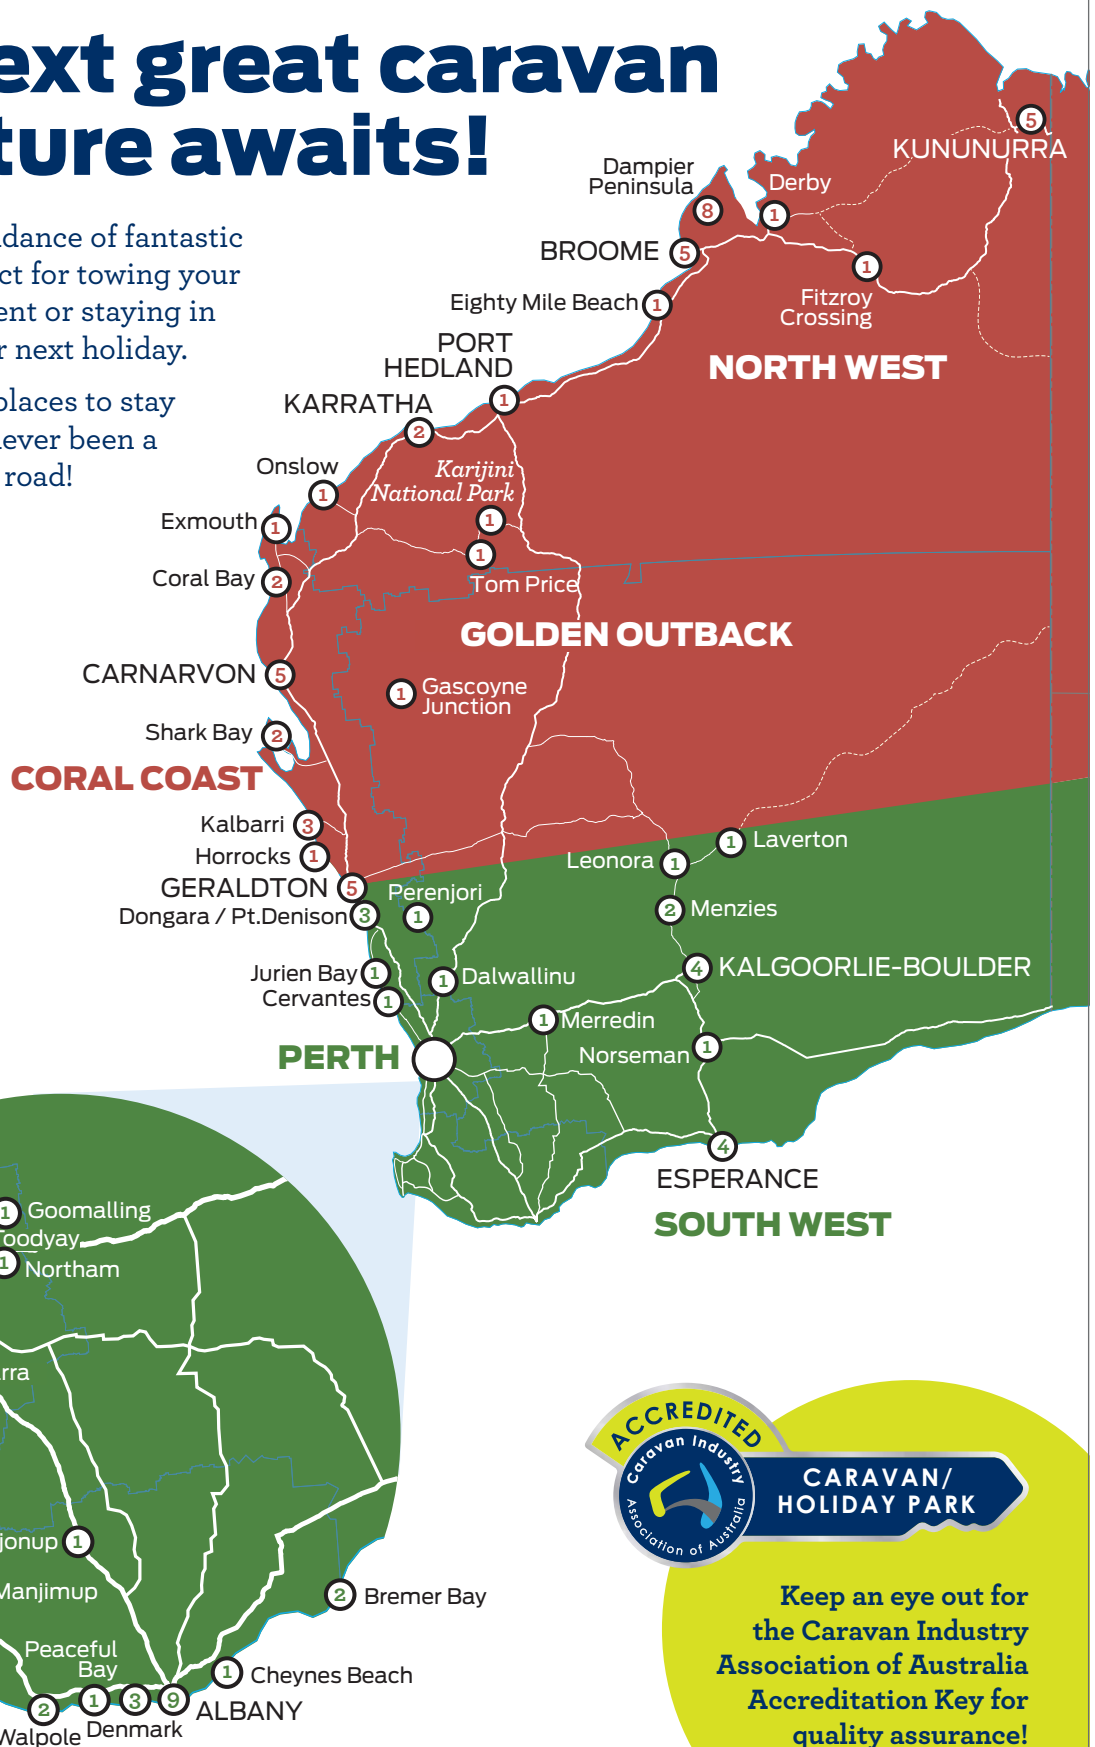 ext great caravan
ture awaits!
dance of fantastic
ct for towing your
ent or staying in
r next holiday.
places to stay
ever been a
road!
5
KUNUNURRA
Dampier
Peninsula
8
Derby
1
BROOME
5
1
Fitzroy
Crossing
Eighty Mile Beach
1
PORT
HEDLAND
1
NORTH WEST
KARRATHA
2
Onslow
1
Karijini
National Park
1
Exmouth
1
1
Tom Price
Coral Bay
2
GOLDEN OUTBACK
CARNARVON
5
1
Gascoyne
Junction
Shark Bay
2
CORAL COAST
Kalbarri
3
Horrocks
1
GERALDTON
5
Laverton
1
Leonora
1
Perenjori
1
Dongara / Pt.Denison
3
2
Menzies
Jurien Bay
1
Cervantes
1
1
Dalwallinu
4
KALGOORLIE-BOULDER
1
Merredin
PERTH
Norseman
1
4
ESPERANCE
SOUTH WEST
1
Goomalling
oodyay
1
Northam
rra
jonup
1
Manjimup
2
Bremer Bay
Peaceful
Bay
1
Cheynes Beach
2
1
3
9
ALBANY
Walpole
Denmark
ACCREDITED
Caravan Industry
Association of Australia
CARAVAN/
HOLIDAY PARK
Keep an eye out for
the Caravan Industry
Association of Australia
Accreditation Key for
quality assurance!